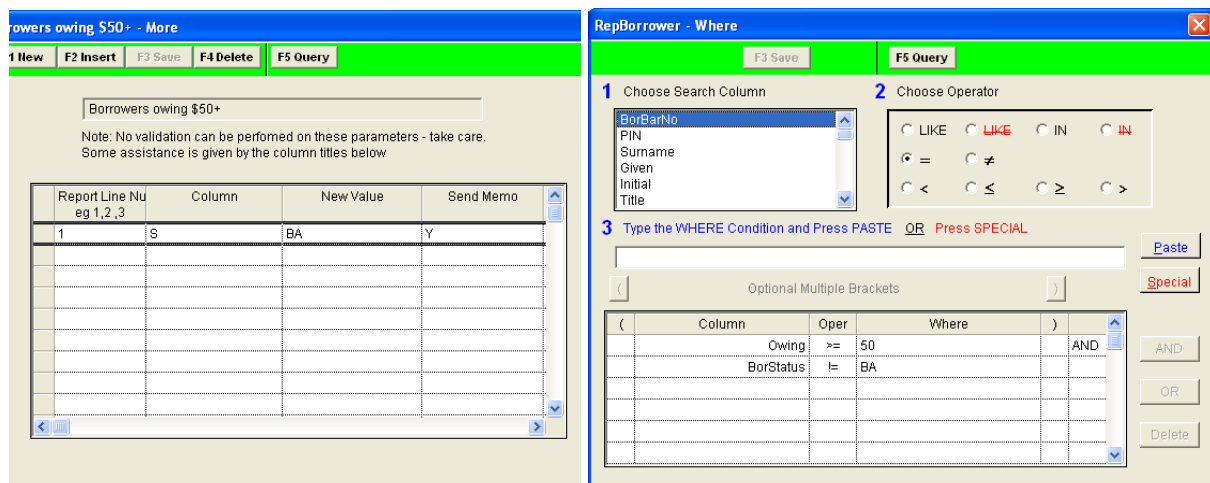 rowers owing $50+ - More
1 New F2 Insert F3 Save F4 Delete F5 Query
Borrowers owing $50+
Note: No validation can be perfomed on these parameters - take care.
Some assistance is given by the column titles below
Report Line Nu Column New Value Send Memo
eg 1,2 ,3
1 S BA Y
RepBorrower - Where
F3 Save F5 Query
1 Choose Search Column 2 Choose Operator
BorBarNo
PIN
Surname
Given
Initial
Title
LIKE LIKE IN IN
= ≠
< ≤ ≥ >
3 Type the WHERE Condition and Press PASTE OR Press SPECIAL
Paste
( Optional Multiple Brackets ) Special
( Column Oper Where )
Owing >= 50 AND
BorStatus != BA
AND
OR
Delete